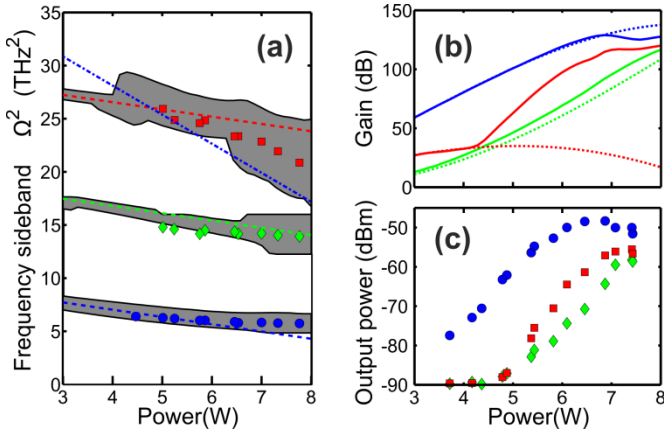 (a)
Frequency sideband Ω² (THz²)
35
30
25
20
15
10
5
0
3 4 5 6 7 8
Power(W)
(b)
Gain (dB)
150
100
50
0
(c)
Output power (dBm)
-50
-60
-70
-80
-90
3 4 5 6 7 8
Power(W)